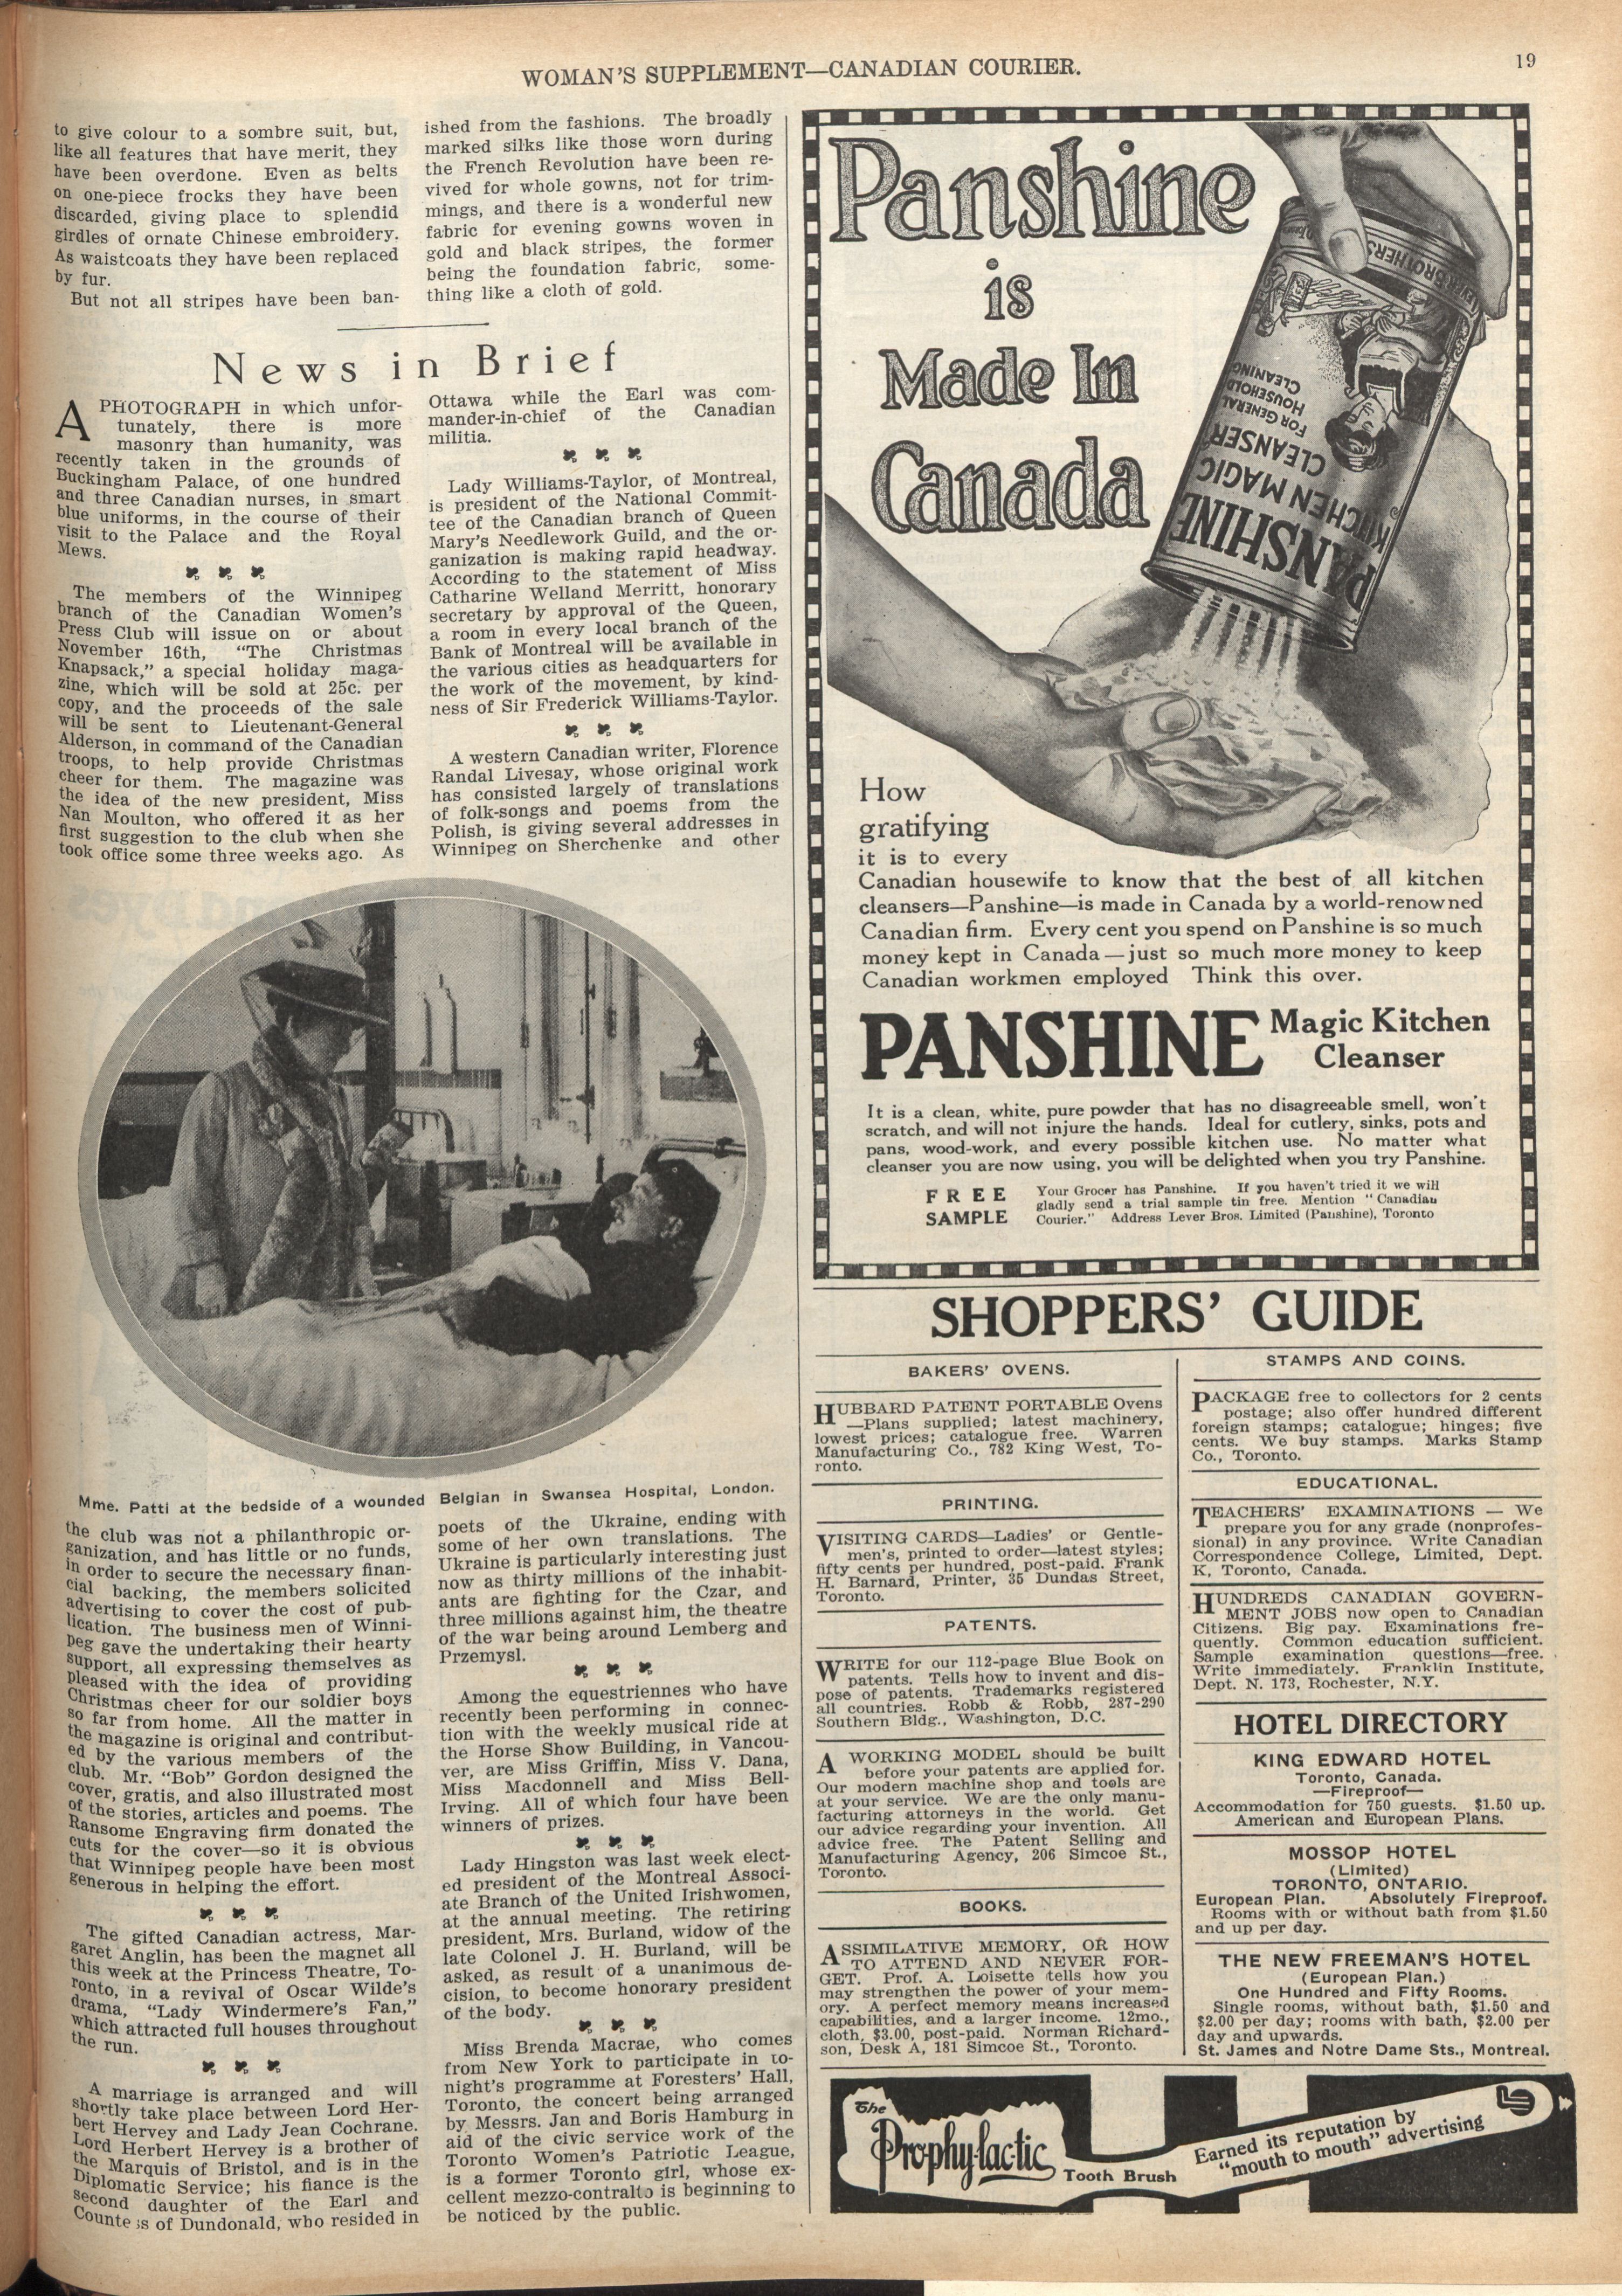 WOMAN'S SUPPLEMENT—CANADIAN COURIER.
19
to give colour to a sombre suit, but,
like all features that have merit, they
have been overdone. Even as belts
on one-piece frocks they have been
discarded, giving place to splendid
girdles of ornate Chinese embroidery.
As waistcoats they have been replaced
by fur.
But not all stripes have been ban-
ished from the fashions. The broadly
marked silks like those worn during
the French Revolution have been re-
vived for whole gowns, not for trim-
mings, and there is a wonderful new
fabric for evening gowns woven in
gold and black stripes, the former
being the foundation fabric, some-
thing like a cloth of gold.
News in Brief
A PHOTOGRAPH in which unfor-
tunately, there is more
masonry than humanity, was
recently taken in the grounds of
Buckingham Palace, of one hundred
and three Canadian nurses, in smart
blue uniforms, in the course of their
visit to the Palace and the Royal
Mews.
The members of the Winnipeg
branch of the Canadian Women's
Press Club will issue on or about
November 16th, "The Christmas
Knapsack," a special holiday maga-
zine, which will be sold at 25c. per
copy, and the proceeds of the sale
will be sent to Lieutenant-General
Alderson, in command of the Canadian
troops, to help provide Christmas
cheer for them. The magazine was
the idea of the new president, Miss
Nan Moulton, who offered it as her
first suggestion to the club when she
took office some three weeks ago. As
Ottawa while the Earl was com-
mander-in-chief of the Canadian
militia.
Lady Williams-Taylor, of Montreal,
is president of the National Commit-
tee of the Canadian branch of Queen
Mary's Needlework Guild, and the or-
ganization is making rapid headway.
According to the statement of Miss
Catharine Welland Merritt, honorary
secretary by approval of the Queen,
a room in every local branch of the
Bank of Montreal will be available in
the various cities as headquarters for
the work of the movement, by kind-
ness of Sir Frederick Williams-Taylor.
A western Canadian writer, Florence
Randal Livesay, whose original work
has consisted largely of translations
of folk-songs and poems from the
Polish, is giving several addresses in
Winnipeg on Sherchenke and other
Mme. Patti at the bedside of a wounded Belgian in Swansea Hospital, London.
the club was not a philanthropic or-
ganization, and has little or no funds,
in order to secure the necessary finan-
cial backing, the members solicited
advertising to cover the cost of pub-
lication. The business men of Winni-
peg gave the undertaking their hearty
support, all expressing themselves as
pleased with the idea of providing
Christmas cheer for our soldier boys
so far from home. All the matter in
the magazine is original and contribut-
ed by the various members of the
club. Mr. "Bob" Gordon designed the
cover, gratis, and also illustrated most
of the stories, articles and poems. The
Ransome Engraving firm donated the
cuts for the cover—so it is obvious
that Winnipeg people have been most
generous in helping the effort.
The gifted Canadian actress, Mar-
garet Anglin, has been the magnet all
this week at the Princess Theatre, To-
ronto, in a revival of Oscar Wilde's
drama, "Lady Windermere's Fan,"
which attracted full houses throughout
the run.
A marriage is arranged and will
shortly take place between Lord Her-
bert Hervey and Lady Jean Cochrane.
Lord Herbert Hervey is a brother of
the Marquis of Bristol, and is in the
Diplomatic Service; his fiance is the
second daughter of the Earl and
Countess of Dundonald, who resided in
poets of the Ukraine, ending with
some of her own translations. The
Ukraine is particularly interesting just
now as thirty millions of the inhabit-
ants are fighting for the Czar, and
three millions against him, the theatre
of the war being around Lemberg and
Przemysl.
Among the equestriennes who have
recently been performing in connec-
tion with the weekly musical ride at
the Horse Show Building, in Vancou-
ver, are Miss Griffin, Miss V. Dana,
Miss Macdonnell and Miss Bell-
Irving. All of which four have been
winners of prizes.
Lady Hingston was last week elect-
ed president of the Montreal Associ-
ate Branch of the United Irishwomen,
at the annual meeting. The retiring
president, Mrs. Burland, widow of the
late Colonel J. H. Burland, will be
asked, as result of a unanimous de-
cision, to become honorary president
of the body.
Miss Brenda Macrae, who comes
from New York to participate in to-
night's programme at Foresters' Hall,
Toronto, the concert being arranged
by Messrs. Jan and Boris Hamburg in
aid of the civic service work of the
Toronto Women's Patriotic League,
is a former Toronto girl, whose ex-
cellent mezzo-contralto is beginning to
be noticed by the public.
Panshine
is
Made In
Canada
LEVER BROTHERS
FOR GENERAL
HOUSEHOLD
CLEANING
CLEANSER
KITCHEN MAGIC
PANSHINE
How
gratifying
it is to every
Canadian housewife to know that the best of all kitchen
cleansers—Panshine—is made in Canada by a world-renowned
Canadian firm. Every cent you spend on Panshine is so much
money kept in Canada—just so much more money to keep
Canadian workmen employed Think this over.
PANSHINE Magic Kitchen
Cleanser
It is a clean, white, pure powder that has no disagreeable smell, won't
scratch, and will not injure the hands. Ideal for cutlery, sinks, pots and
pans, wood-work, and every possible kitchen use. No matter what
cleanser you are now using, you will be delighted when you try Panshine.
FREE
SAMPLE
Your Grocer has Panshine. If you haven't tried it we will
gladly send a trial sample tin free. Mention "Canadian
Courier." Address Lever Bros. Limited (Panshine), Toronto
SHOPPERS' GUIDE
BAKERS' OVENS.
HUBBARD PATENT PORTABLE Ovens
—Plans supplied; latest machinery,
lowest prices; catalogue free. Warren
Manufacturing Co., 782 King West, To-
ronto.
PRINTING.
VISITING CARDS—Ladies' or Gentle-
men's, printed to order—latest styles;
fifty cents per hundred, post-paid. Frank
H. Barnard, Printer, 35 Dundas Street,
Toronto.
PATENTS.
WRITE for our 112-page Blue Book on
patents. Tells how to invent and dis-
pose of patents. Trademarks registered
all countries. Robb & Robb, 287-290
Southern Bldg., Washington, D.C.
A WORKING MODEL should be built
before your patents are applied for.
Our modern machine shop and tools are
at your service. We are the only manu-
facturing attorneys in the world. Get
our advice regarding your invention. All
advice free. The Patent Selling and
Manufacturing Agency, 206 Simcoe St.,
Toronto.
BOOKS.
ASSIMILATIVE MEMORY, OR HOW
TO ATTEND AND NEVER FOR-
GET. Prof. A. Loisette tells how you
may strengthen the power of your mem-
ory. A perfect memory means increased
capabilities, and a larger income. 12mo.,
cloth, $3.00, post-paid. Norman Richard-
son, Desk A, 181 Simcoe St., Toronto.
STAMPS AND COINS.
PACKAGE free to collectors for 2 cents
postage; also offer hundred different
foreign stamps; catalogue; hinges; five
cents. We buy stamps. Marks Stamp
Co., Toronto.
EDUCATIONAL.
TEACHERS' EXAMINATIONS — We
prepare you for any grade (nonprofes-
sional) in any province. Write Canadian
Correspondence College, Limited, Dept.
K, Toronto, Canada.
HUNDREDS CANADIAN GOVERN-
MENT JOBS now open to Canadian
Citizens. Big pay. Examinations fre-
quently. Common education sufficient.
Sample examination questions—free.
Write immediately. Franklin Institute,
Dept. N. 173, Rochester, N.Y.
HOTEL DIRECTORY
KING EDWARD HOTEL
Toronto, Canada.
—Fireproof—
Accommodation for 750 guests. $1.50 up.
American and European Plans.
MOSSOP HOTEL
(Limited)
TORONTO, ONTARIO.
European Plan. Absolutely Fireproof.
Rooms with or without bath from $1.50
and up per day.
THE NEW FREEMAN'S HOTEL
(European Plan.)
One Hundred and Fifty Rooms.
Single rooms, without bath, $1.50 and
$2.00 per day; rooms with bath, $2.00 per
day and upwards.
St. James and Notre Dame Sts., Montreal.
The
Pro-phy-lac-tic
Tooth Brush
Earned its reputation by
"mouth to mouth" advertising